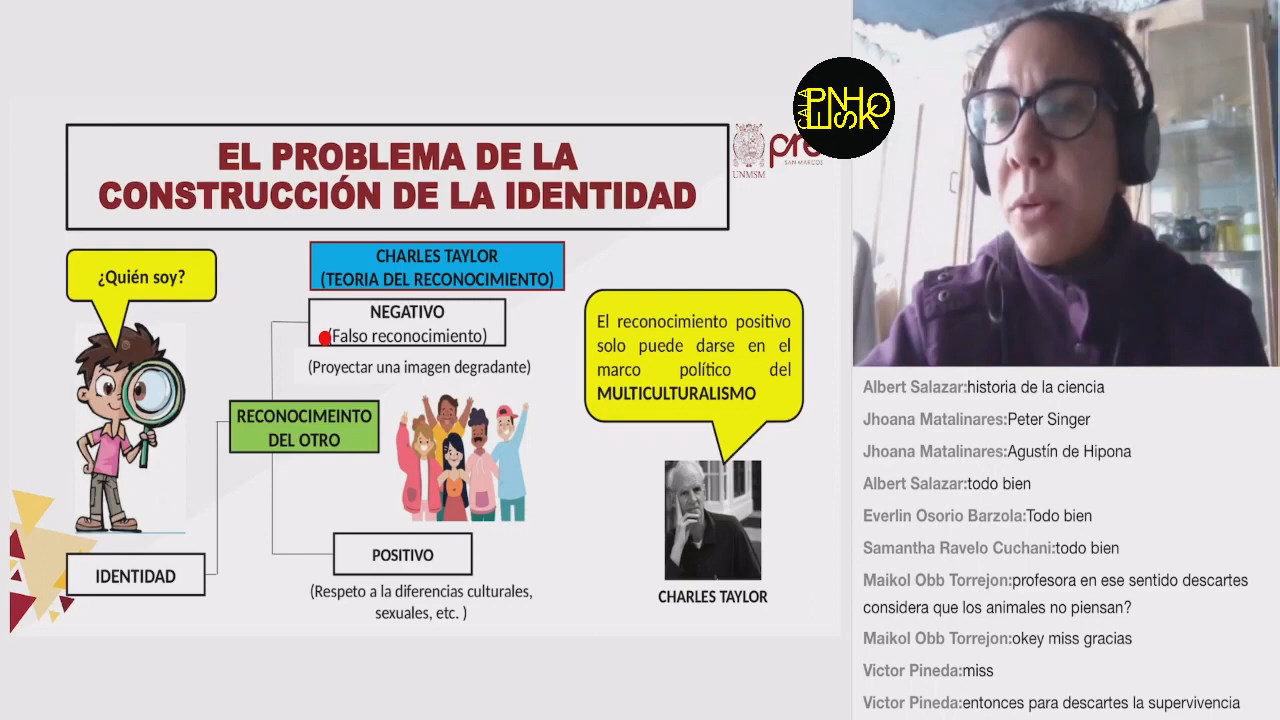 EL PROBLEMA DE LA
CONSTRUCCIÓN DE LA IDENTIDAD
UNMSM
pre
SAN MARCOS
CALA
PENHOSKO
¿Quién soy?
CHARLES TAYLOR
(TEORIA DEL RECONOCIMIENTO)
NEGATIVO
(Falso reconocimiento)
(Proyectar una imagen degradante)
RECONOCIMEINTO
DEL OTRO
El reconocimiento positivo
solo puede darse en el
marco político del
MULTICULTURALISMO
IDENTIDAD
POSITIVO
(Respeto a la diferencias culturales,
sexuales, etc. )
CHARLES TAYLOR
Albert Salazar:historia de la ciencia
Jhoana Matalinares:Peter Singer
Jhoana Matalinares:Agustín de Hipona
Albert Salazar:todo bien
Everlin Osorio Barzola:Todo bien
Samantha Ravelo Cuchani:todo bien
Maikol Obb Torrejon:profesora en ese sentido descartes
considera que los animales no piensan?
Maikol Obb Torrejon:okey miss gracias
Victor Pineda:miss
Victor Pineda:entonces para descartes la supervivencia